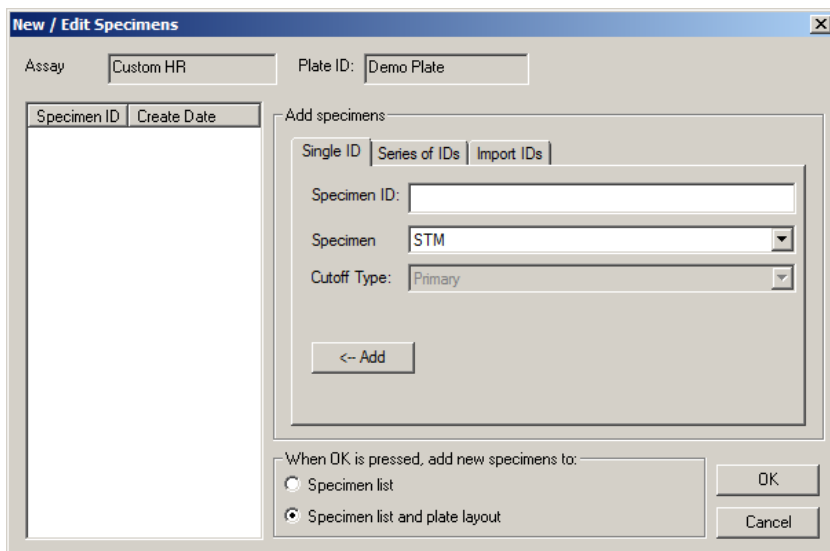 New / Edit Specimens
Assay Custom HR Plate ID: Demo Plate
Specimen ID Create Date
Add specimens
Single ID Series of IDs Import IDs
Specimen ID:
Specimen STM
Cutoff Type: Primary
<-- Add
When OK is pressed, add new specimens to:
Specimen list
Specimen list and plate layout
OK
Cancel